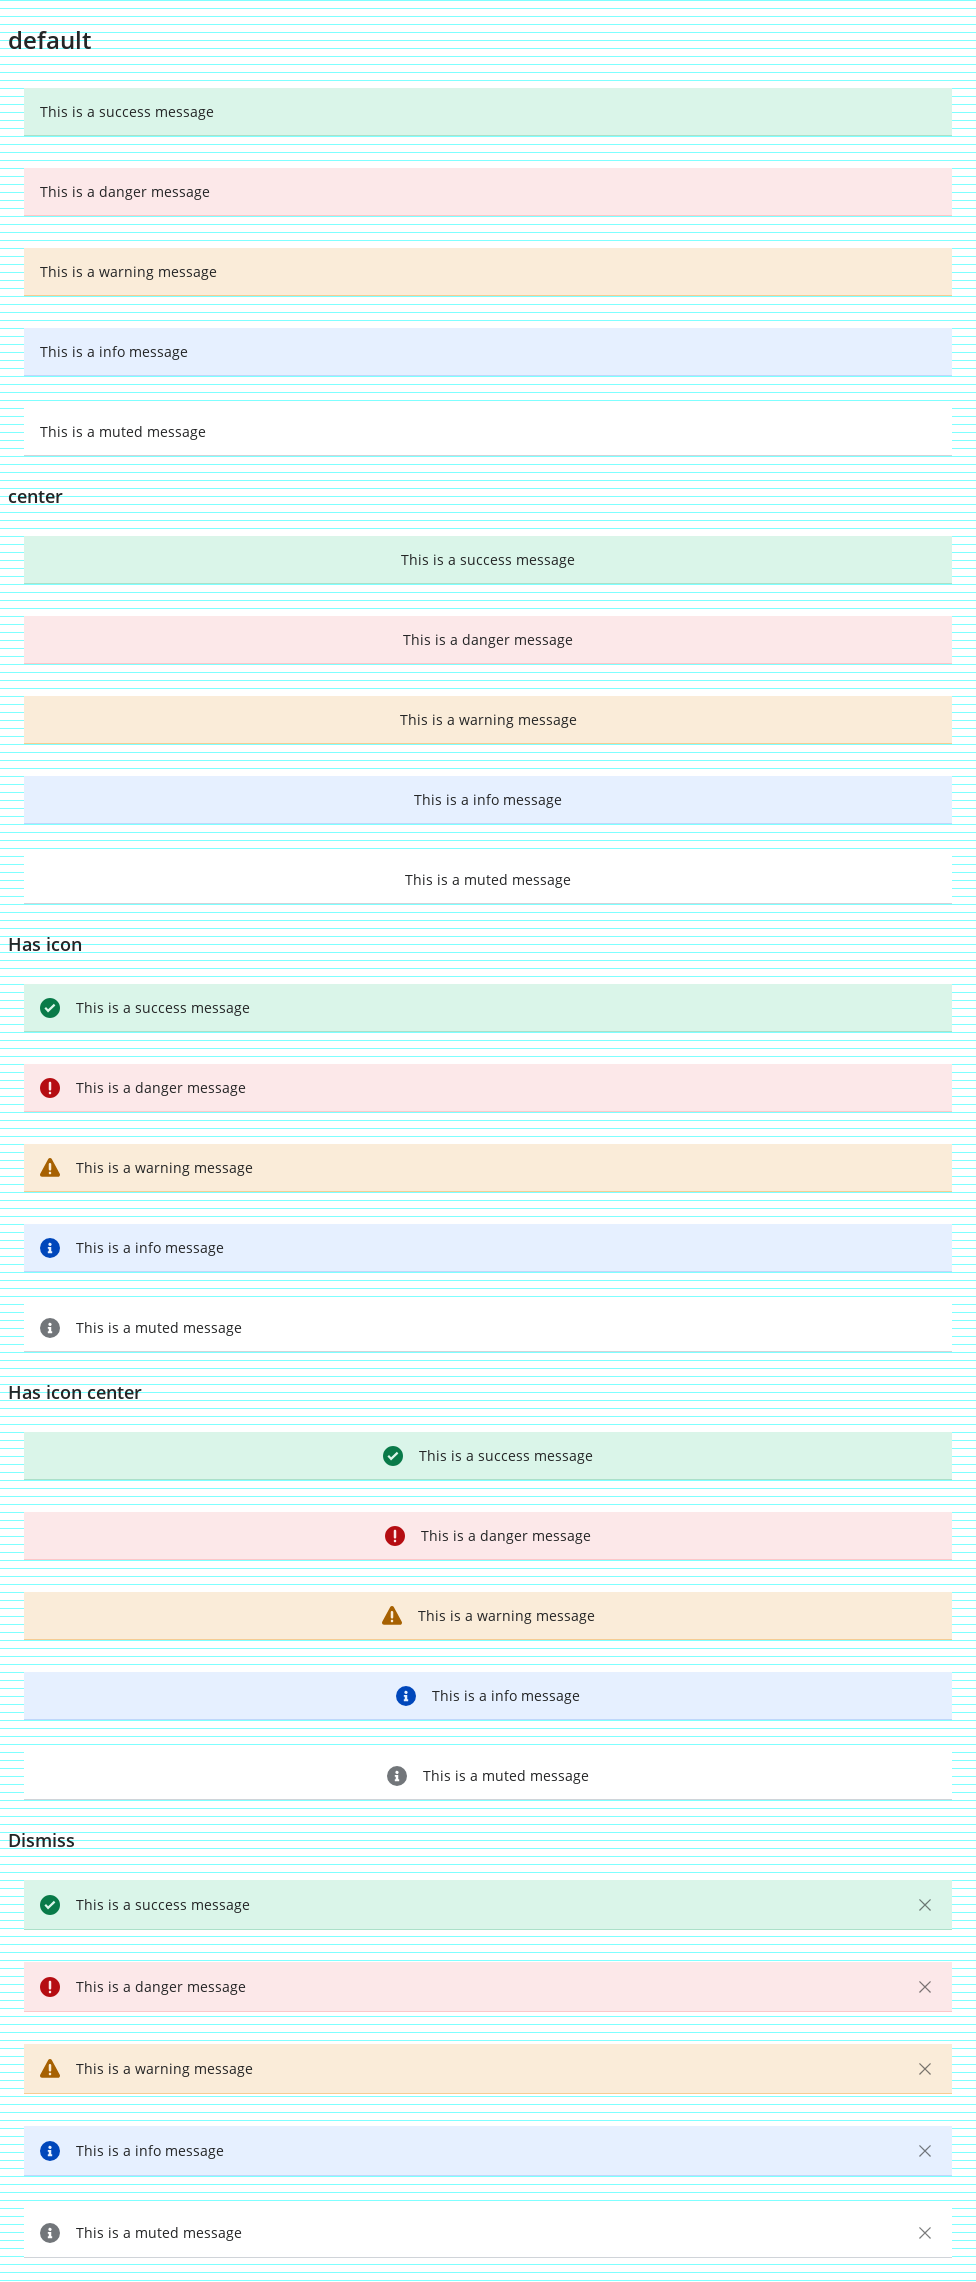 default
This is a success message
This is a danger message
This is a warning message
This is a info message
This is a muted message
center
This is a success message
This is a danger message
This is a warning message
This is a info message
This is a muted message
Has icon
This is a success message
This is a danger message
This is a warning message
This is a info message
This is a muted message
Has icon center
This is a success message
This is a danger message
This is a warning message
This is a info message
This is a muted message
Dismiss
This is a success message
This is a danger message
This is a warning message
This is a info message
This is a muted message